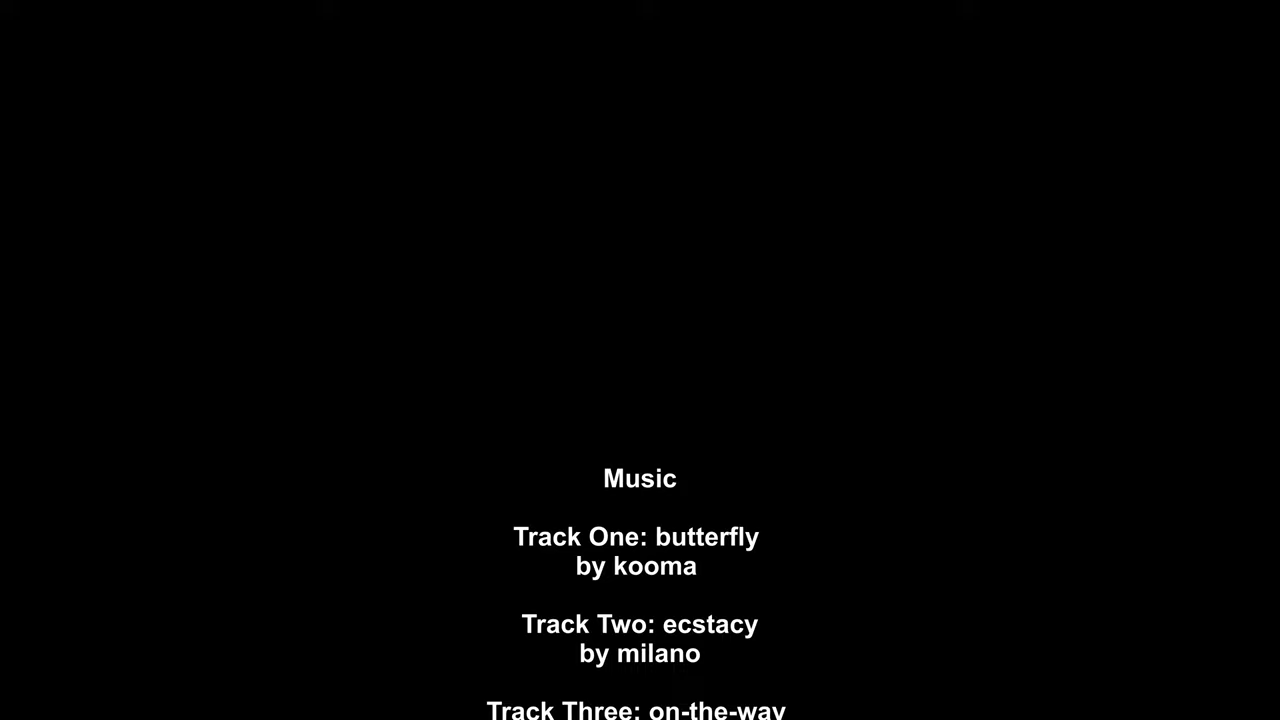 Music
Track One: butterfly
by kooma
Track Two: ecstacy
by milano
Track Three: on-the-way